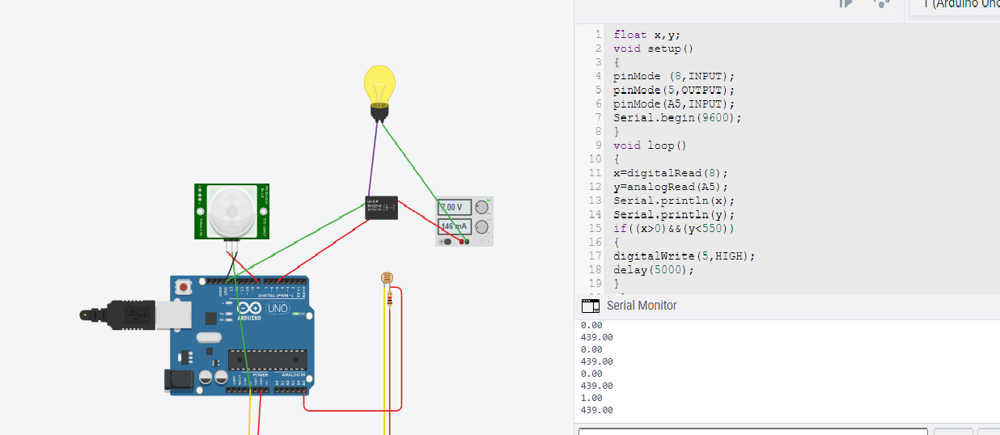 1 (Arduino Uno
1 float x,y;
2 void setup()
3 {
4 pinMode (8,INPUT);
5 pinMode(5,OUTPUT);
6 pinMode(A5,INPUT);
7 Serial.begin(9600);
8 }
9 void loop()
10 {
11 x=digitalRead(8);
12 y=analogRead(A5);
13 Serial.println(x);
14 Serial.println(y);
15 if((x>0)&&(y<550))
16 {
17 digitalWrite(5,HIGH);
18 delay(5000);
19 }
Serial Monitor
0.00
439.00
0.00
439.00
0.00
439.00
1.00
439.00
7.00 V
146 mA
DIGITAL (PWM~)
UNO
ARDUINO
POWER
ANALOG IN